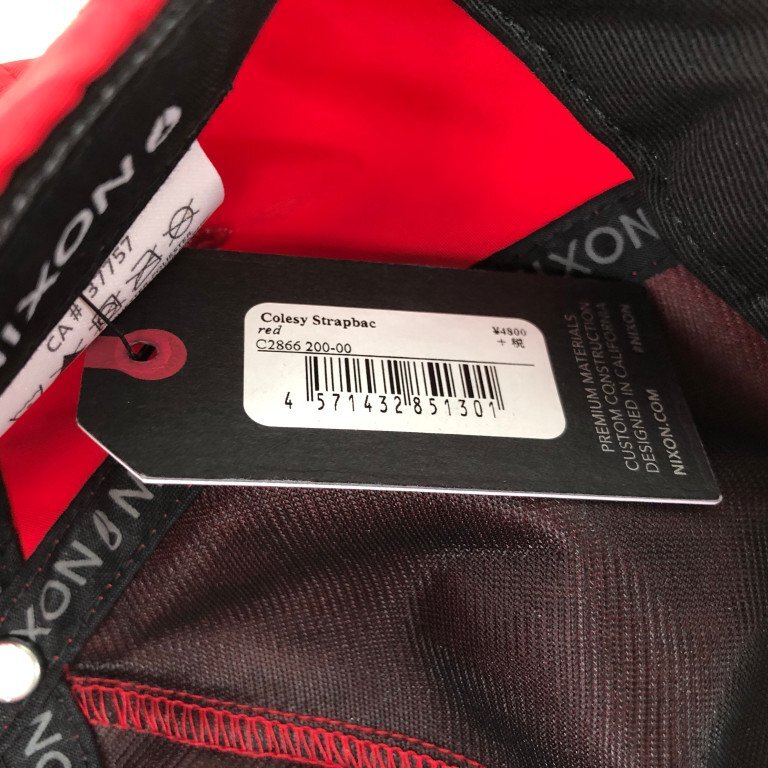 NIXON
CA # 37757
NIXON
Colesy Strapbac
red
C2866 200-00
¥4800
+ 税
4 571432 851301
PREMIUM MATERIALS
CUSTOM CONSTRUCTION
DESIGNED IN CALIFORNIA
#NIXON
NIXON.COM
NIXON
N